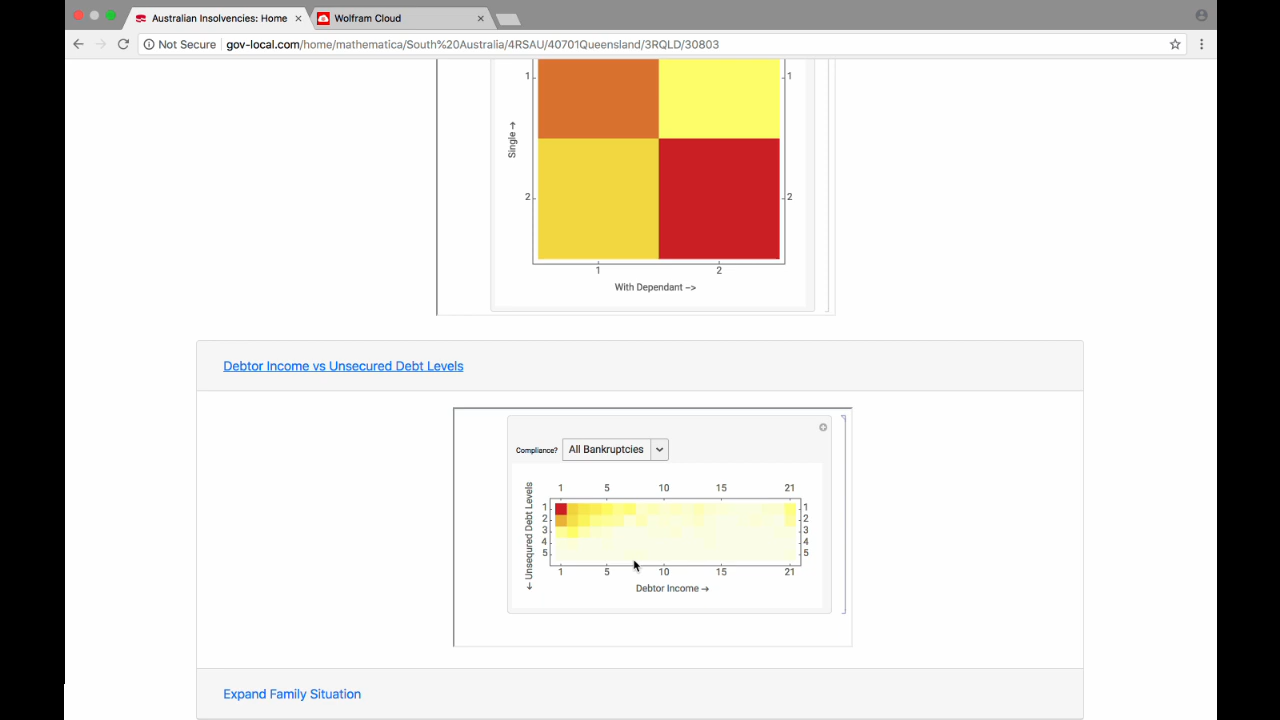 Australian Insolvencies: Home ×
Wolfram Cloud ×
Not Secure gov-local.com/home/mathematica/South%20Australia/4RSAU/40701Queensland/3RQLD/30803
1 1
Single →
2 2
1 2
With Dependant -->
Debtor Income vs Unsecured Debt Levels
Compliance? All Bankruptcies
1 5 10 15 21
← Unsequred Debt Levels
1 1
2 2
3 3
4 4
5 5
1 5 10 15 21
Debtor Income →
Expand Family Situation